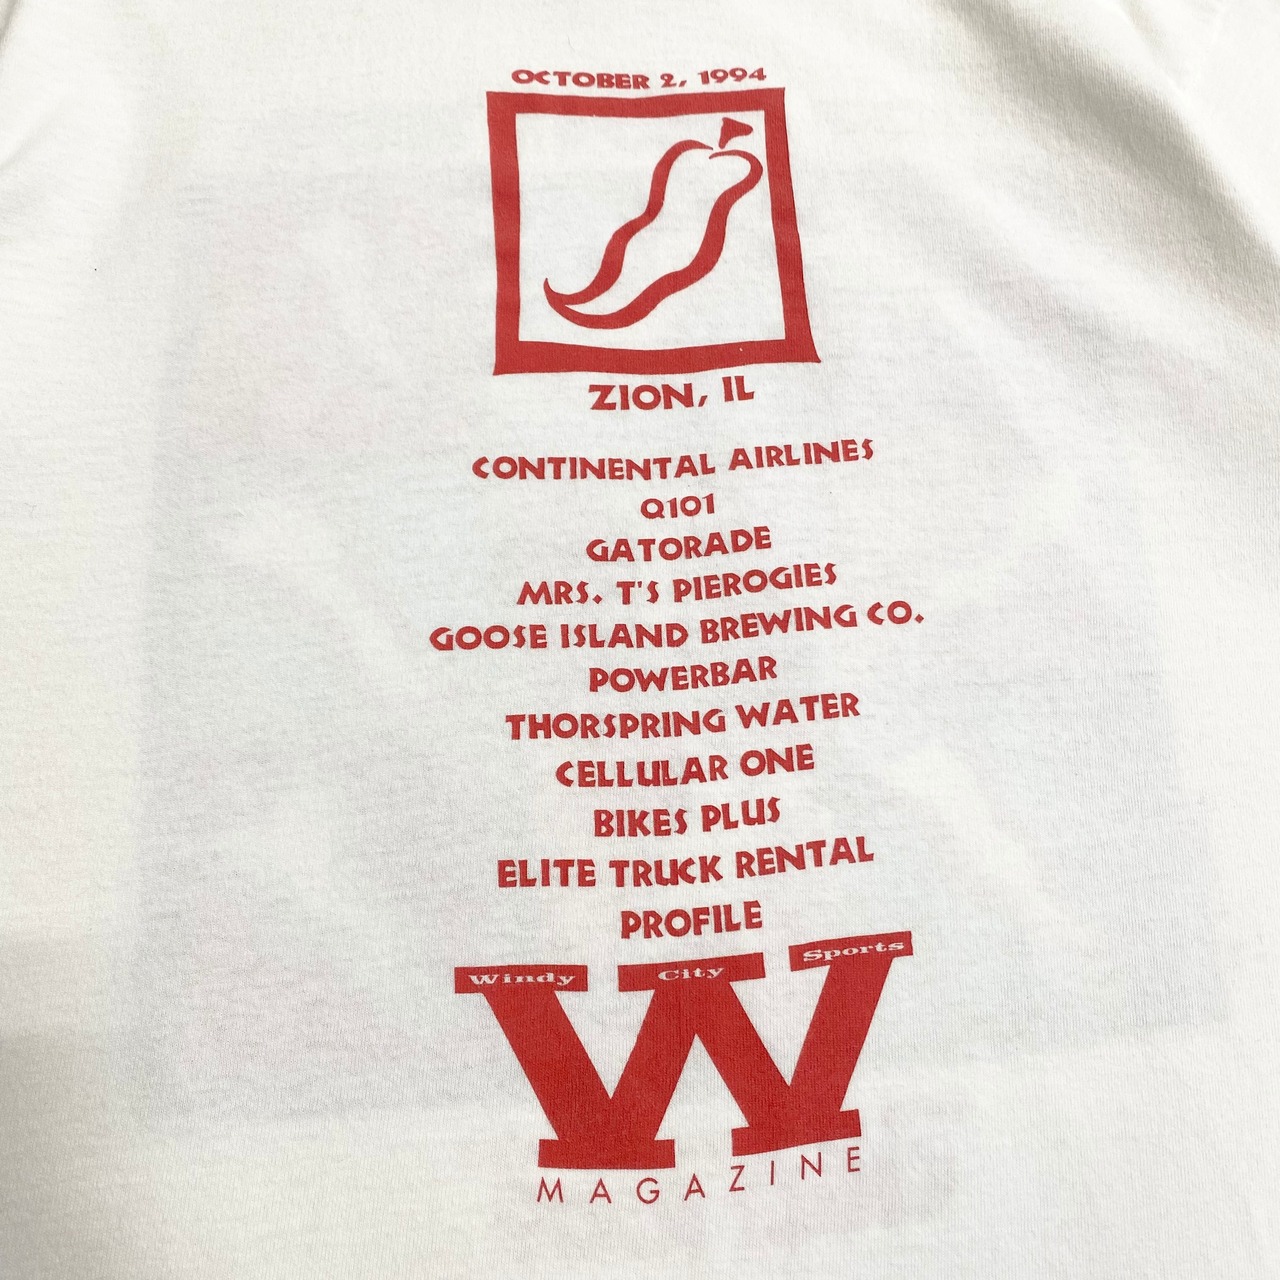 OCTOBER 2, 1994
ZION, IL
CONTINENTAL AIRLINES
Q101
GATORADE
MRS. T'S PIEROGIES
GOOSE ISLAND BREWING CO.
POWERBAR
THORSPRING WATER
CELLULAR ONE
BIKES PLUS
ELITE TRUCK RENTAL
PROFILE
Windy City Sports
MAGAZINE